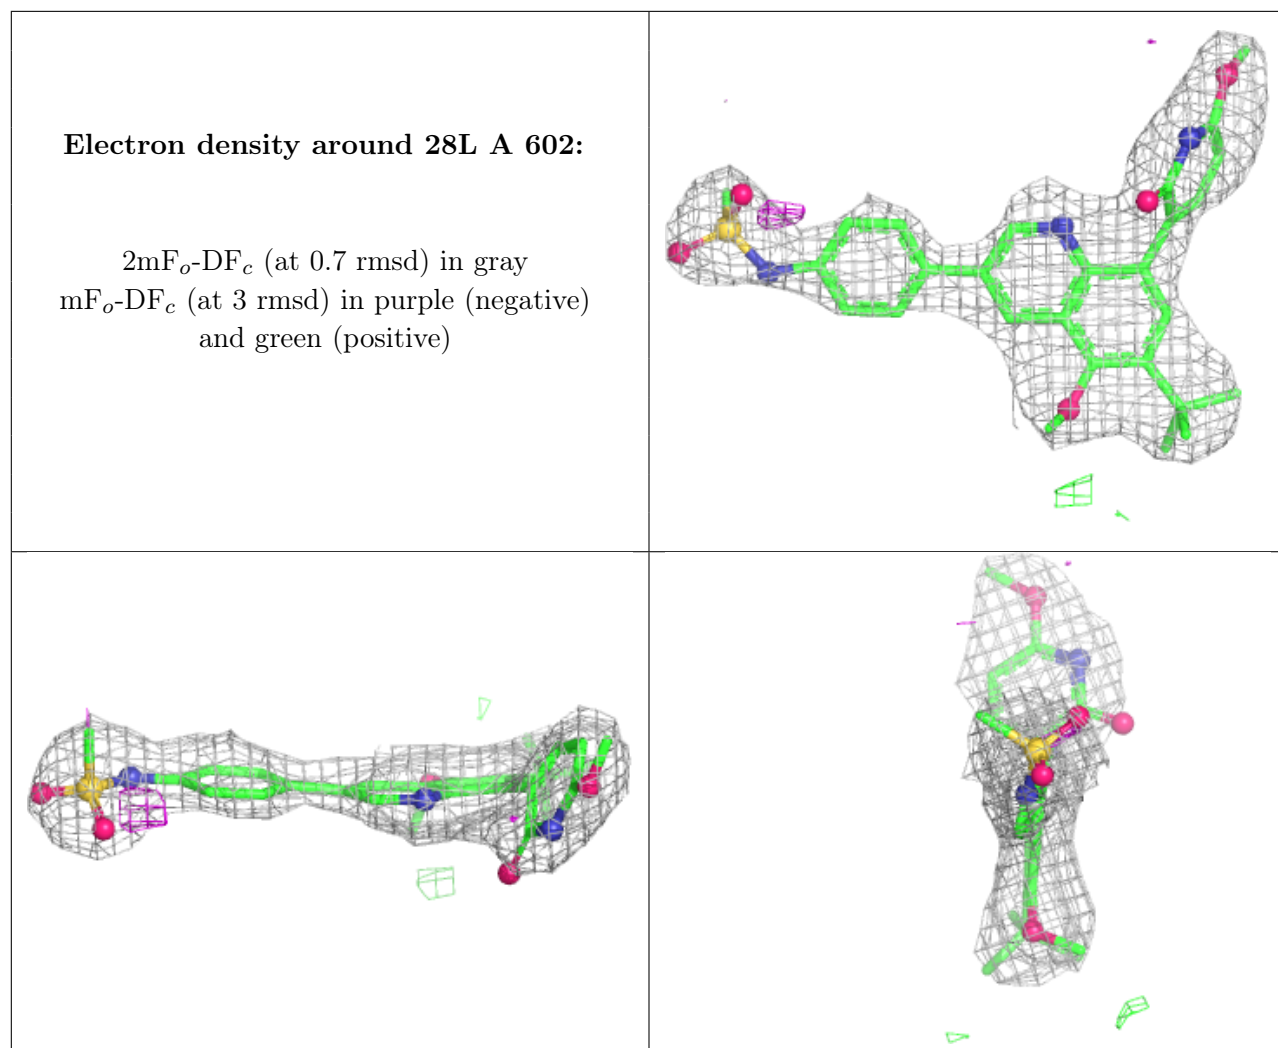 Electron density around 28L A 602:
2mFo-DFc (at 0.7 rmsd) in gray
mFo-DFc (at 3 rmsd) in purple (negative)
and green (positive)